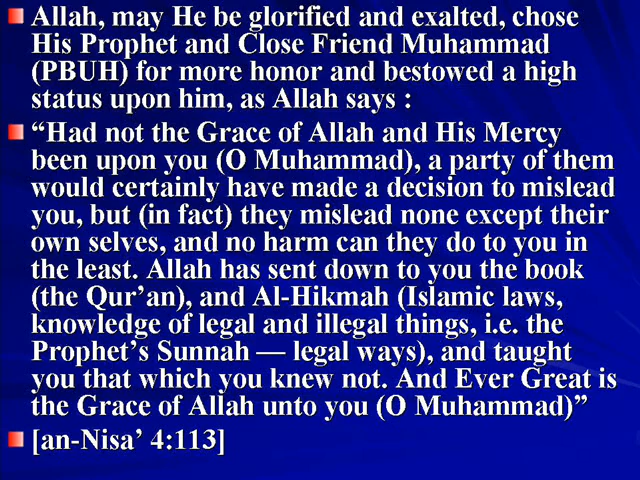 Allah, may He be glorified and exalted, chose
His Prophet and Close Friend Muhammad
(PBUH) for more honor and bestowed a high
status upon him, as Allah says :
“Had not the Grace of Allah and His Mercy
been upon you (O Muhammad), a party of them
would certainly have made a decision to mislead
you, but (in fact) they mislead none except their
own selves, and no harm can they do to you in
the least. Allah has sent down to you the book
(the Qur’an), and Al-Hikmah (Islamic laws,
knowledge of legal and illegal things, i.e. the
Prophet’s Sunnah — legal ways), and taught
you that which you knew not. And Ever Great is
the Grace of Allah unto you (O Muhammad)”
[an-Nisa’ 4:113]